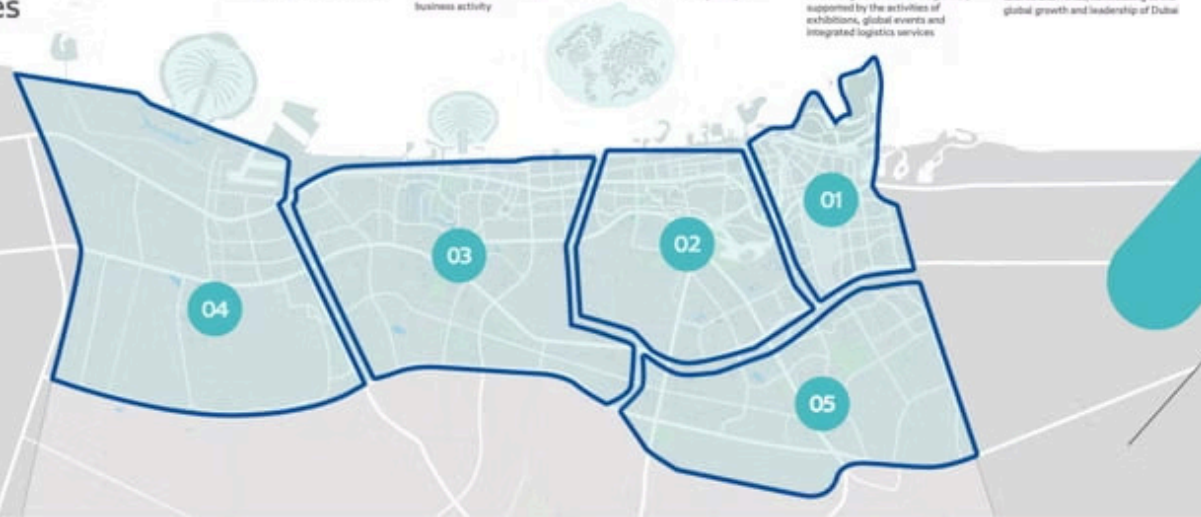 es
business activity
supported by the activities of
exhibitions, global events and
integrated logistics services
global growth and leadership of Dubai
01
02
03
04
05